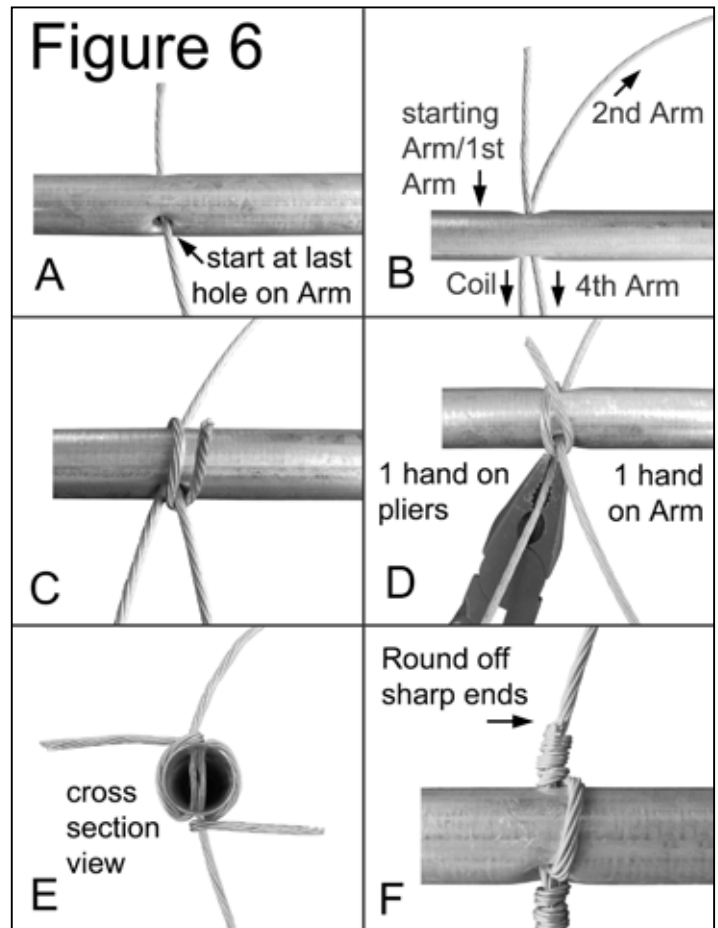 Figure 6
start at last
hole on Arm
A
starting
Arm/1st
Arm
2nd Arm
Coil
4th Arm
B
C
1 hand on
pliers
1 hand
on Arm
D
cross
section
view
E
Round off
sharp ends
F